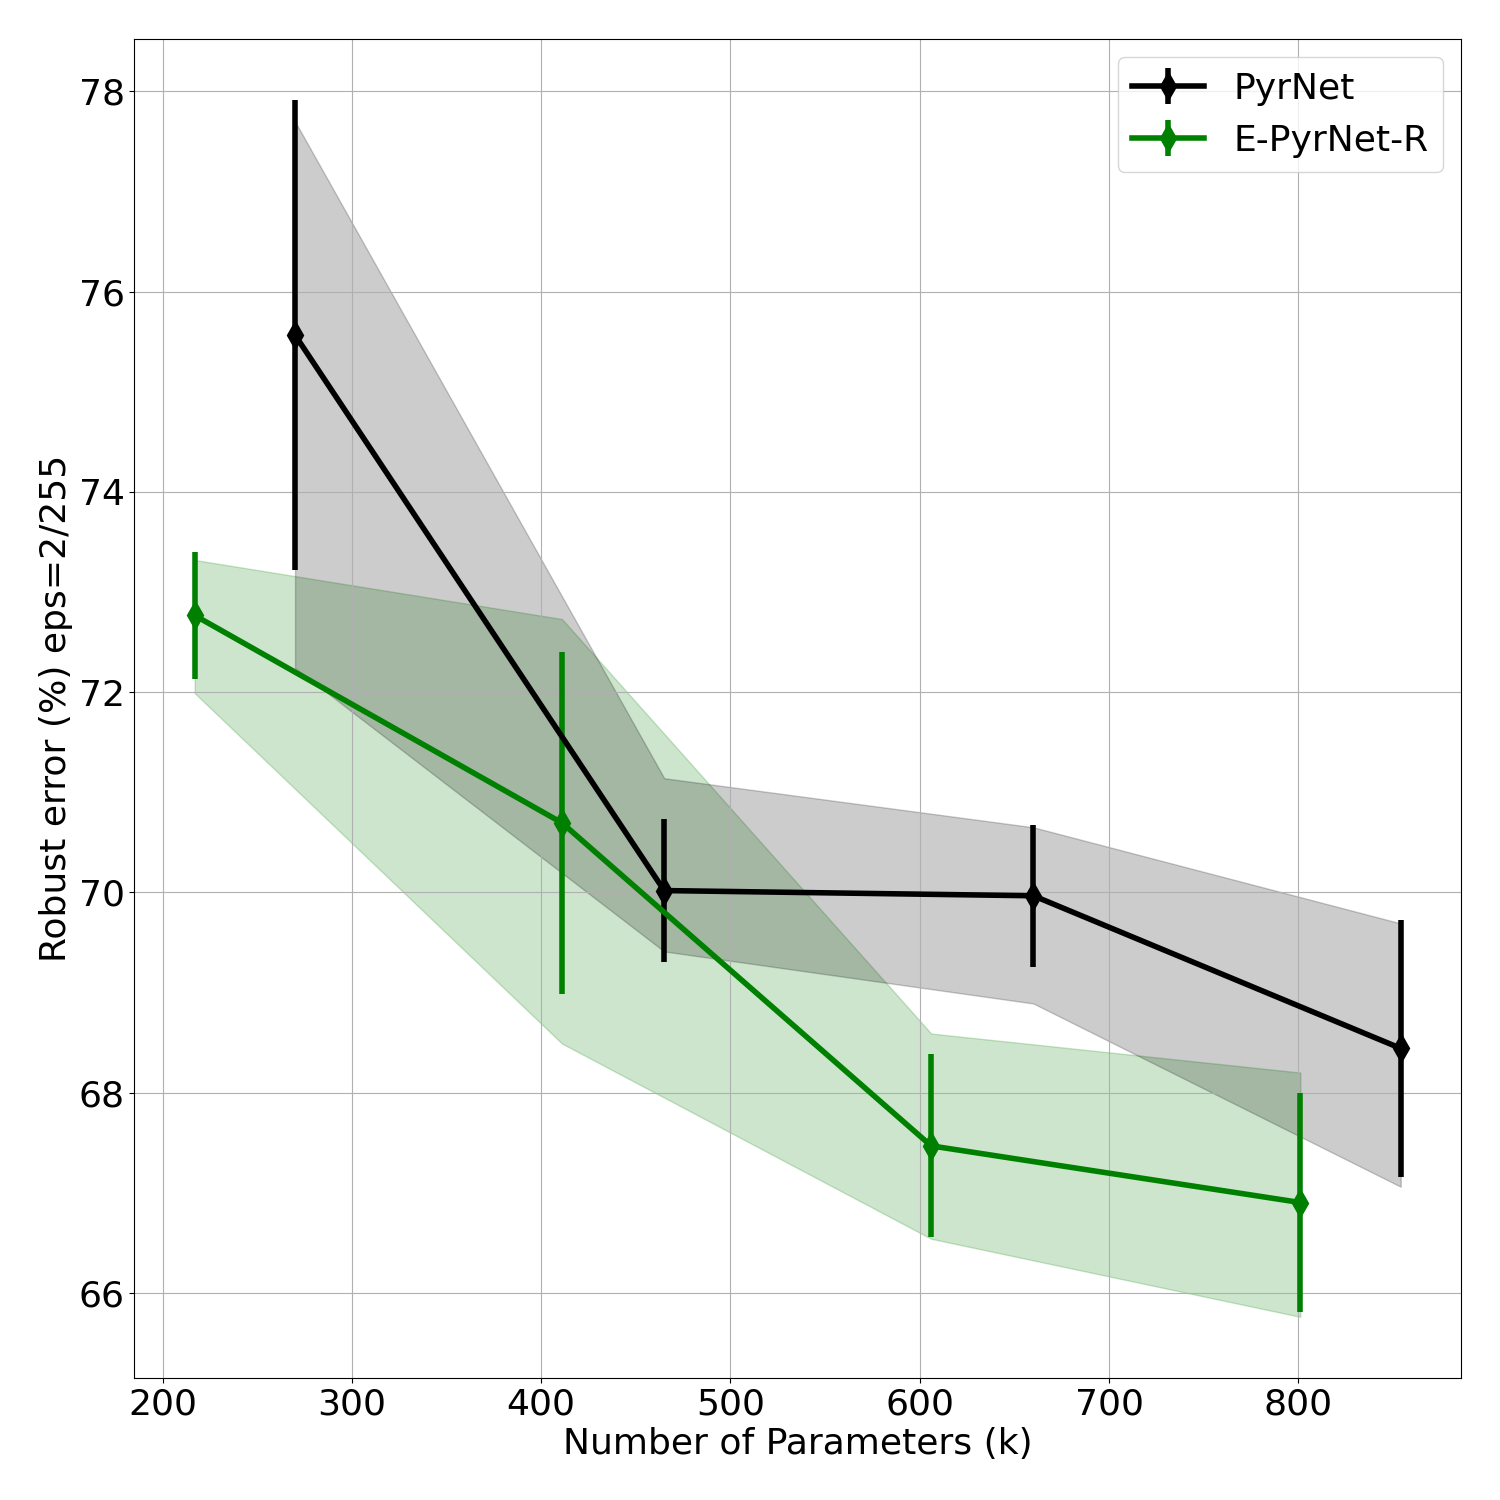 PyrNet
E-PyrNet-R
78
76
74
72
70
68
66
Robust error (%) eps=2/255
200 300 400 500 600 700 800
Number of Parameters (k)